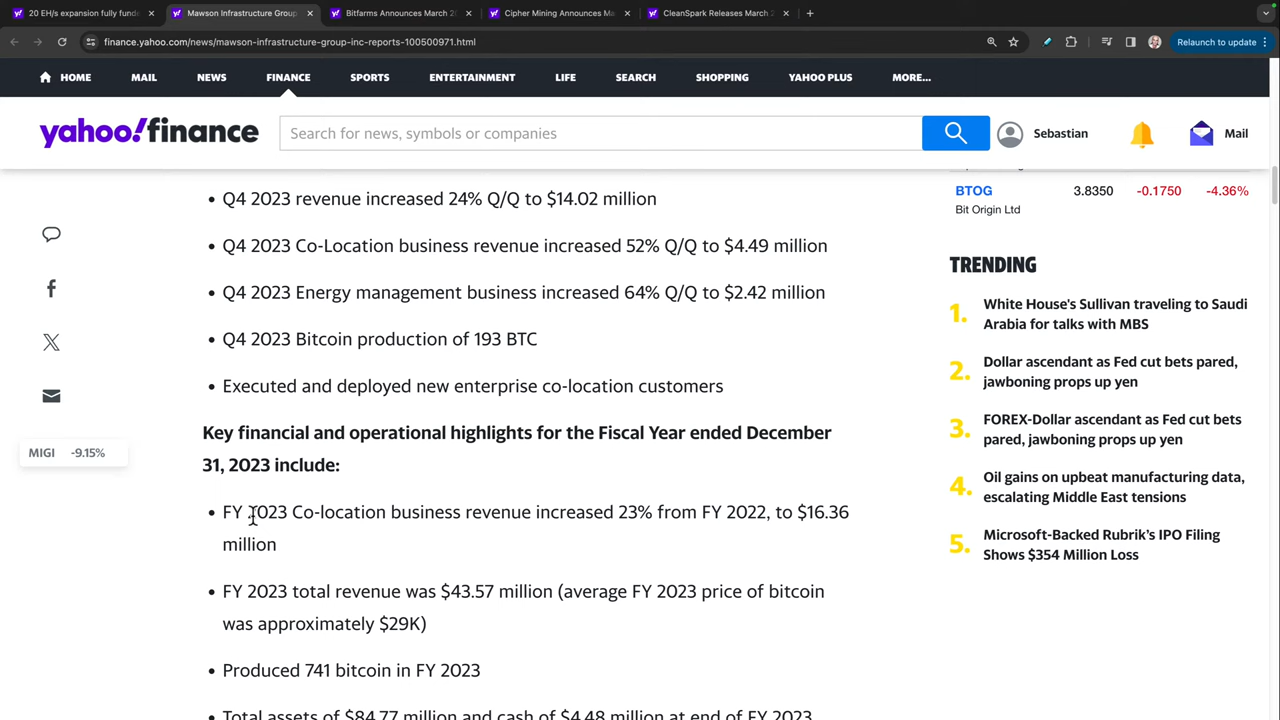 20 EH/s expansion fully fund
Mawson Infrastructure Group
Bitfarms Announces March 20
Cipher Mining Announces Ma
CleanSpark Releases March 2
finance.yahoo.com/news/mawson-infrastructure-group-inc-reports-100500971.html
Relaunch to update
HOME MAIL NEWS FINANCE SPORTS ENTERTAINMENT LIFE SEARCH SHOPPING YAHOO PLUS MORE...
yahoo!finance
Search for news, symbols or companies
Sebastian
Mail
• Q4 2023 revenue increased 24% Q/Q to $14.02 million
• Q4 2023 Co-Location business revenue increased 52% Q/Q to $4.49 million
• Q4 2023 Energy management business increased 64% Q/Q to $2.42 million
• Q4 2023 Bitcoin production of 193 BTC
• Executed and deployed new enterprise co-location customers
Key financial and operational highlights for the Fiscal Year ended December
31, 2023 include:
• FY 2023 Co-location business revenue increased 23% from FY 2022, to $16.36
million
• FY 2023 total revenue was $43.57 million (average FY 2023 price of bitcoin
was approximately $29K)
• Produced 741 bitcoin in FY 2023
• Total assets of $84.77 million and cash of $4.48 million at end of FY 2023
MIGI -9.15%
BTOG 3.8350 -0.1750 -4.36%
Bit Origin Ltd
TRENDING
1. White House's Sullivan traveling to Saudi
Arabia for talks with MBS
2. Dollar ascendant as Fed cut bets pared,
jawboning props up yen
3. FOREX-Dollar ascendant as Fed cut bets
pared, jawboning props up yen
4. Oil gains on upbeat manufacturing data,
escalating Middle East tensions
5. Microsoft-Backed Rubrik's IPO Filing
Shows $354 Million Loss